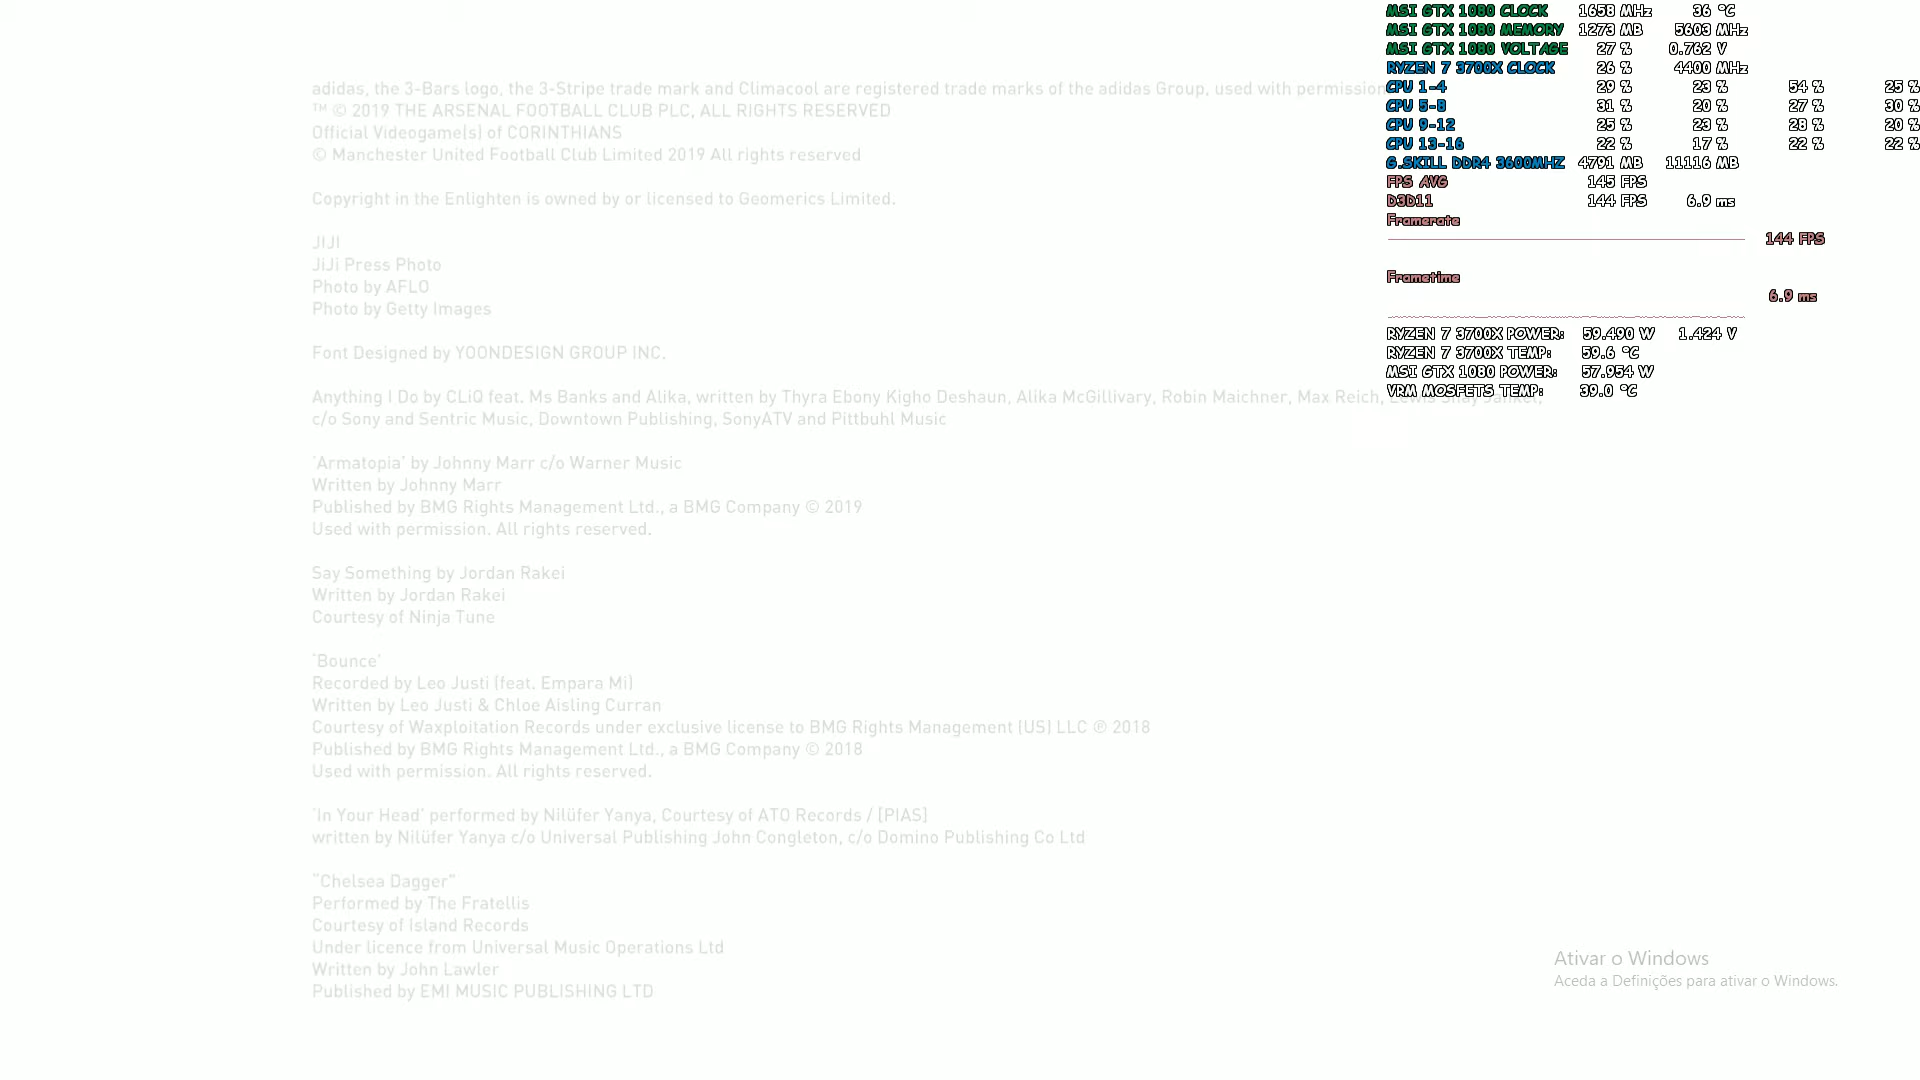 adidas, the 3-Bars logo, the 3-Stripe trade mark and Climacool are registered trade marks of the adidas Group, used with permission
™ © 2019 THE ARSENAL FOOTBALL CLUB PLC, ALL RIGHTS RESERVED
Official Videogame(s) of CORINTHIANS
© Manchester United Football Club Limited 2019 All rights reserved
Copyright in the Enlighten is owned by or licensed to Geomerics Limited.
JIJI
JiJi Press Photo
Photo by AFLO
Photo by Getty Images
Font Designed by YOONDESIGN GROUP INC.
Anything I Do by CLiQ feat. Ms Banks and Alika, written by Thyra Ebony Kigho Deshaun, Alika McGillivary, Robin Maichner, Max Reich, Lewis Shay Jankel,
c/o Sony and Sentric Music, Downtown Publishing, SonyATV and Pittbuhl Music
'Armatopia' by Johnny Marr c/o Warner Music
Written by Johnny Marr
Published by BMG Rights Management Ltd., a BMG Company © 2019
Used with permission. All rights reserved.
Say Something by Jordan Rakei
Written by Jordan Rakei
Courtesy of Ninja Tune
'Bounce'
Recorded by Leo Justi (feat. Empara Mi)
Written by Leo Justi & Chloe Aisling Curran
Courtesy of Waxploitation Records under exclusive license to BMG Rights Management (US) LLC ℗ 2018
Published by BMG Rights Management Ltd., a BMG Company © 2018
Used with permission. All rights reserved.
'In Your Head' performed by Nilüfer Yanya, Courtesy of ATO Records / [PIAS]
written by Nilüfer Yanya c/o Universal Publishing John Congleton, c/o Domino Publishing Co Ltd
"Chelsea Dagger"
Performed by The Fratellis
Courtesy of Island Records
Under licence from Universal Music Operations Ltd
Written by John Lawler
Published by EMI MUSIC PUBLISHING LTD
MSI GTX 1080 CLOCK 1658 MHz 36 °C
MSI GTX 1080 MEMORY 1273 MB 5603 MHz
MSI GTX 1080 VOLTAGE 27 % 0.762 V
RYZEN 7 3700X CLOCK 26 % 4400 MHz
CPU 1-4 29 % 23 % 54 % 25 %
CPU 5-8 31 % 20 % 27 % 30 %
CPU 9-12 25 % 23 % 28 % 20 %
CPU 13-16 22 % 17 % 22 % 22 %
G.SKILL DDR4 3600MHZ 4791 MB 11116 MB
FPS AVG 145 FPS
D3D11 144 FPS 6.9 ms
Framerate
144 FPS
Frametime
6.9 ms
RYZEN 7 3700X POWER: 59.490 W 1.424 V
RYZEN 7 3700X TEMP: 59.6 °C
MSI GTX 1080 POWER: 57.954 W
VRM MOSFETS TEMP: 39.0 °C
Ativar o Windows
Aceda a Definições para ativar o Windows.